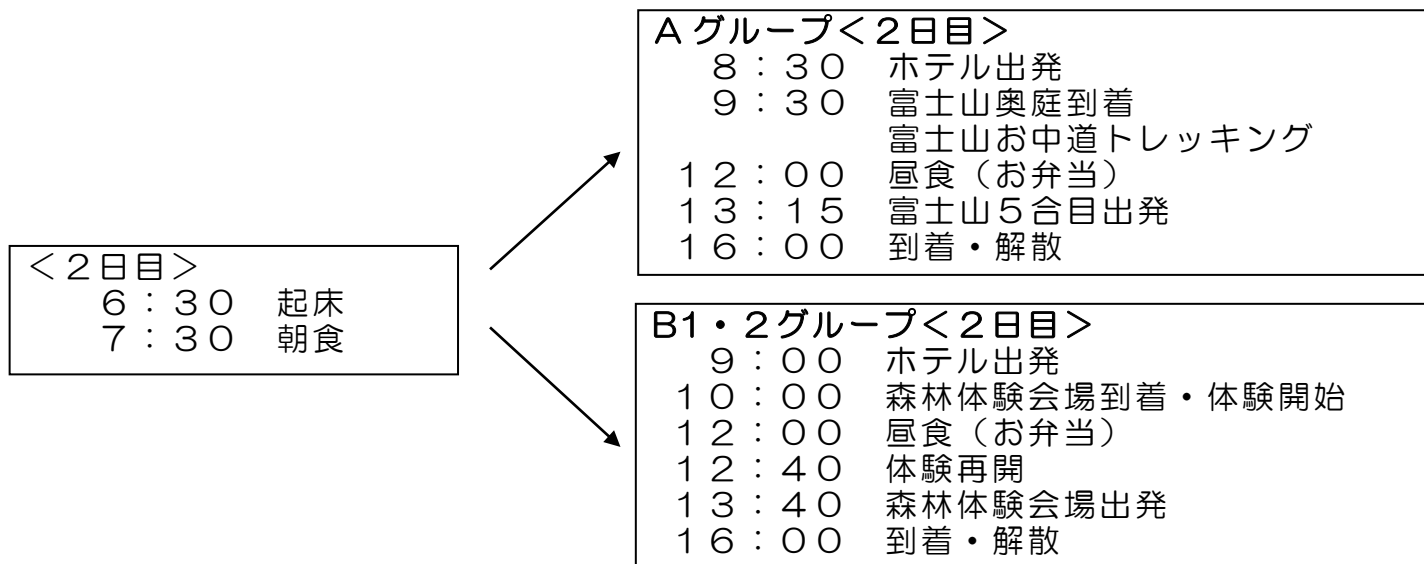 <２日目>
６：３０　起床
７：３０　朝食
Aグループ<２日目>
８：３０　ホテル出発
９：３０　富士山奥庭到着
富士山お中道トレッキング
１２：００　昼食（お弁当）
１３：１５　富士山５合目出発
１６：００　到着・解散
B1・２グループ<２日目>
９：００　ホテル出発
１０：００　森林体験会場到着・体験開始
１２：００　昼食（お弁当）
１２：４０　体験再開
１３：４０　森林体験会場出発
１６：００　到着・解散